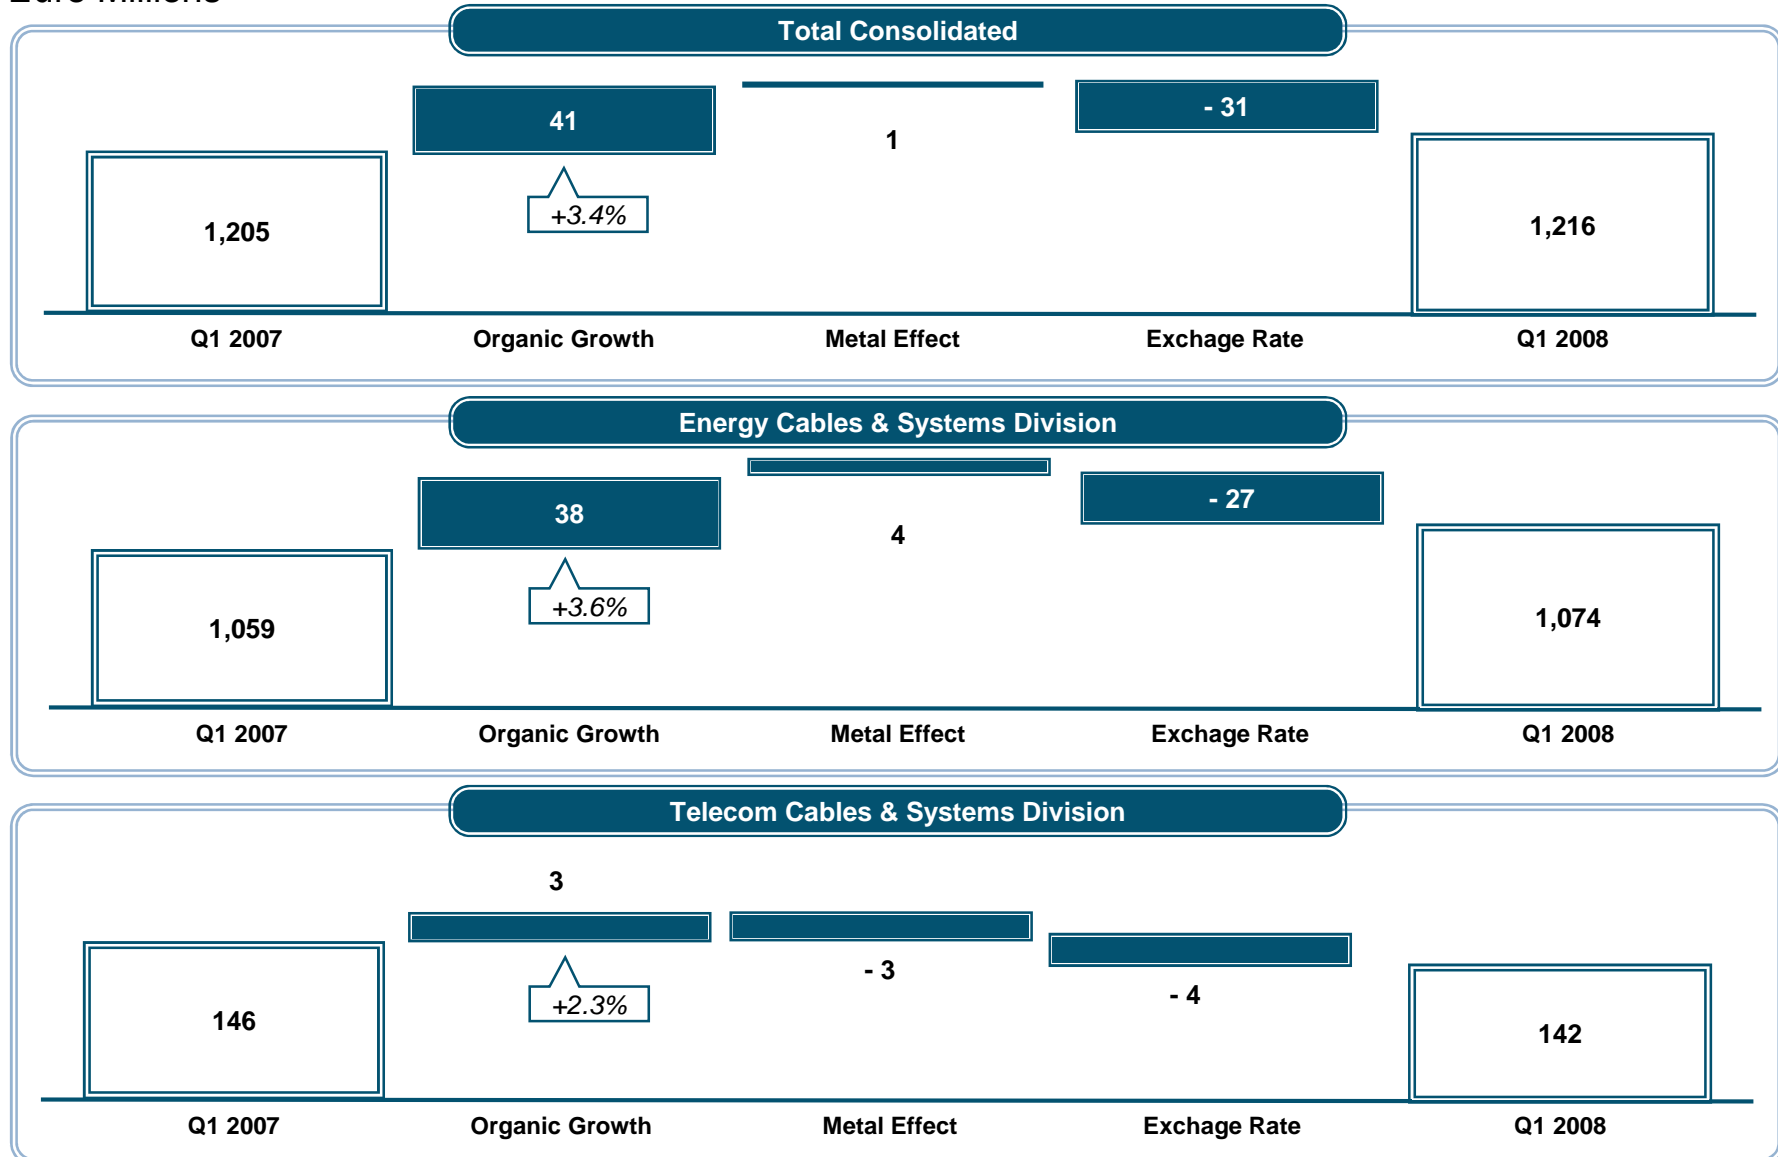 Euro Millions
Total Consolidated
41
1
- 31
+3.4%
1,205
1,216
Q1 2007 Organic Growth Metal Effect Exchage Rate Q1 2008
Energy Cables & Systems Division
38
4
- 27
+3.6%
1,059
1,074
Q1 2007 Organic Growth Metal Effect Exchage Rate Q1 2008
Telecom Cables & Systems Division
3
- 3
- 4
+2.3%
146
142
Q1 2007 Organic Growth Metal Effect Exchage Rate Q1 2008